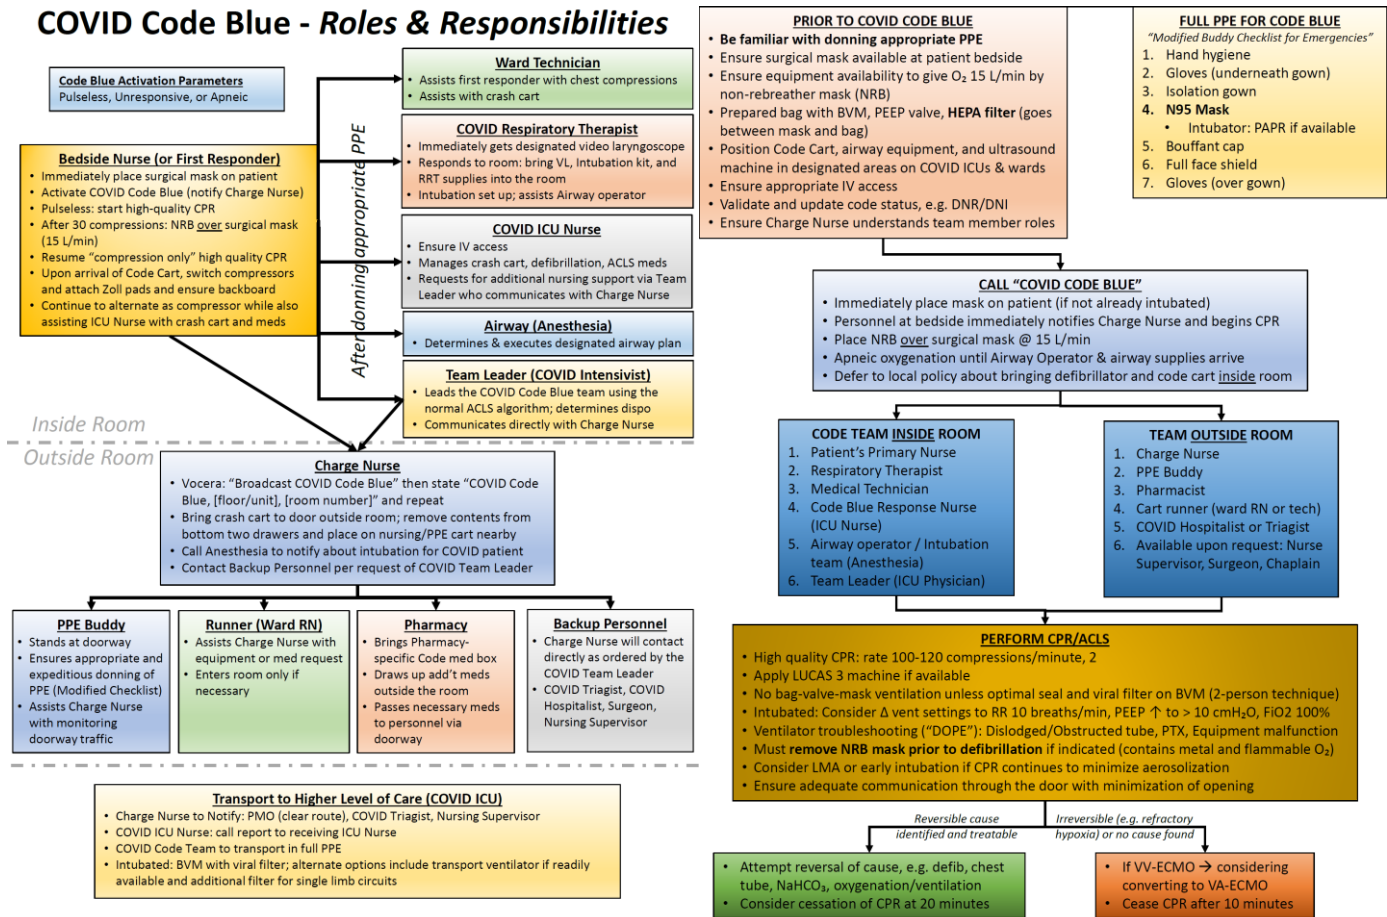 COVID Code Blue - Roles & Responsibilities
Code Blue Activation Parameters
Pulseless, Unresponsive, or Apneic
Bedside Nurse (or First Responder)
• Immediately place surgical mask on patient
• Activate COVID Code Blue (notify Charge Nurse)
• Pulseless: start high-quality CPR
• After 30 compressions: NRB over surgical mask
(15 L/min)
• Resume “compression only” high quality CPR
• Upon arrival of Code Cart, switch compressors
and attach Zoll pads and ensure backboard
• Continue to alternate as compressor while also
assisting ICU Nurse with crash cart and meds
After donning appropriate PPE
Ward Technician
• Assists first responder with chest compressions
• Assists with crash cart
COVID Respiratory Therapist
• Immediately gets designated video laryngoscope
• Responds to room: bring VL, Intubation kit, and
RRT supplies into the room
• Intubation set up; assists Airway operator
COVID ICU Nurse
• Ensure IV access
• Manages crash cart, defibrillation, ACLS meds
• Requests for additional nursing support via Team
Leader who communicates with Charge Nurse
Airway (Anesthesia)
• Determines & executes designated airway plan
Team Leader (COVID Intensivist)
• Leads the COVID Code Blue team using the
normal ACLS algorithm; determines dispo
• Communicates directly with Charge Nurse
Inside Room
Outside Room
Charge Nurse
• Vocera: “Broadcast COVID Code Blue” then state “COVID Code
Blue, [floor/unit], [room number]” and repeat
• Bring crash cart to door outside room; remove contents from
bottom two drawers and place on nursing/PPE cart nearby
• Call Anesthesia to notify about intubation for COVID patient
• Contact Backup Personnel per request of COVID Team Leader
PPE Buddy
• Stands at doorway
• Ensures appropriate and
expeditious donning of
PPE (Modified Checklist)
• Assists Charge Nurse
with monitoring
doorway traffic
Runner (Ward RN)
• Assists Charge Nurse with
equipment or med request
• Enters room only if
necessary
Pharmacy
• Brings Pharmacy-
specific Code med box
• Draws up add’t meds
outside the room
• Passes necessary meds
to personnel via
doorway
Backup Personnel
• Charge Nurse will contact
directly as ordered by the
COVID Team Leader
• COVID Triagist, COVID
Hospitalist, Surgeon,
Nursing Supervisor
Transport to Higher Level of Care (COVID ICU)
• Charge Nurse to Notify: PMO (clear route), COVID Triagist, Nursing Supervisor
• COVID ICU Nurse: call report to receiving ICU Nurse
• COVID Code Team to transport in full PPE
• Intubated: BVM with viral filter; alternate options include transport ventilator if readily
available and additional filter for single limb circuits
PRIOR TO COVID CODE BLUE
• Be familiar with donning appropriate PPE
• Ensure surgical mask available at patient bedside
• Ensure equipment availability to give O₂ 15 L/min by
non-rebreather mask (NRB)
• Prepared bag with BVM, PEEP valve, HEPA filter (goes
between mask and bag)
• Position Code Cart, airway equipment, and ultrasound
machine in designated areas on COVID ICUs & wards
• Ensure appropriate IV access
• Validate and update code status, e.g. DNR/DNI
• Ensure Charge Nurse understands team member roles
FULL PPE FOR CODE BLUE
“Modified Buddy Checklist for Emergencies”
1. Hand hygiene
2. Gloves (underneath gown)
3. Isolation gown
4. N95 Mask
• Intubator: PAPR if available
5. Bouffant cap
6. Full face shield
7. Gloves (over gown)
CALL “COVID CODE BLUE”
• Immediately place mask on patient (if not already intubated)
• Personnel at bedside immediately notifies Charge Nurse and begins CPR
• Place NRB over surgical mask @ 15 L/min
• Apneic oxygenation until Airway Operator & airway supplies arrive
• Defer to local policy about bringing defibrillator and code cart inside room
CODE TEAM INSIDE ROOM
1. Patient’s Primary Nurse
2. Respiratory Therapist
3. Medical Technician
4. Code Blue Response Nurse
(ICU Nurse)
5. Airway operator / Intubation
team (Anesthesia)
6. Team Leader (ICU Physician)
TEAM OUTSIDE ROOM
1. Charge Nurse
2. PPE Buddy
3. Pharmacist
4. Cart runner (ward RN or tech)
5. COVID Hospitalist or Triagist
6. Available upon request: Nurse
Supervisor, Surgeon, Chaplain
PERFORM CPR/ACLS
• High quality CPR: rate 100-120 compressions/minute, 2
• Apply LUCAS 3 machine if available
• No bag-valve-mask ventilation unless optimal seal and viral filter on BVM (2-person technique)
• Intubated: Consider Δ vent settings to RR 10 breaths/min, PEEP ↑ to > 10 cmH₂O, FiO2 100%
• Ventilator troubleshooting (“DOPE”): Dislodged/Obstructed tube, PTX, Equipment malfunction
• Must remove NRB mask prior to defibrillation if indicated (contains metal and flammable O₂)
• Consider LMA or early intubation if CPR continues to minimize aerosolization
• Ensure adequate communication through the door with minimization of opening
Reversible cause
identified and treatable
Irreversible (e.g. refractory
hypoxia) or no cause found
• Attempt reversal of cause, e.g. defib, chest
tube, NaHCO₃, oxygenation/ventilation
• Consider cessation of CPR at 20 minutes
• If VV-ECMO → considering
converting to VA-ECMO
• Cease CPR after 10 minutes